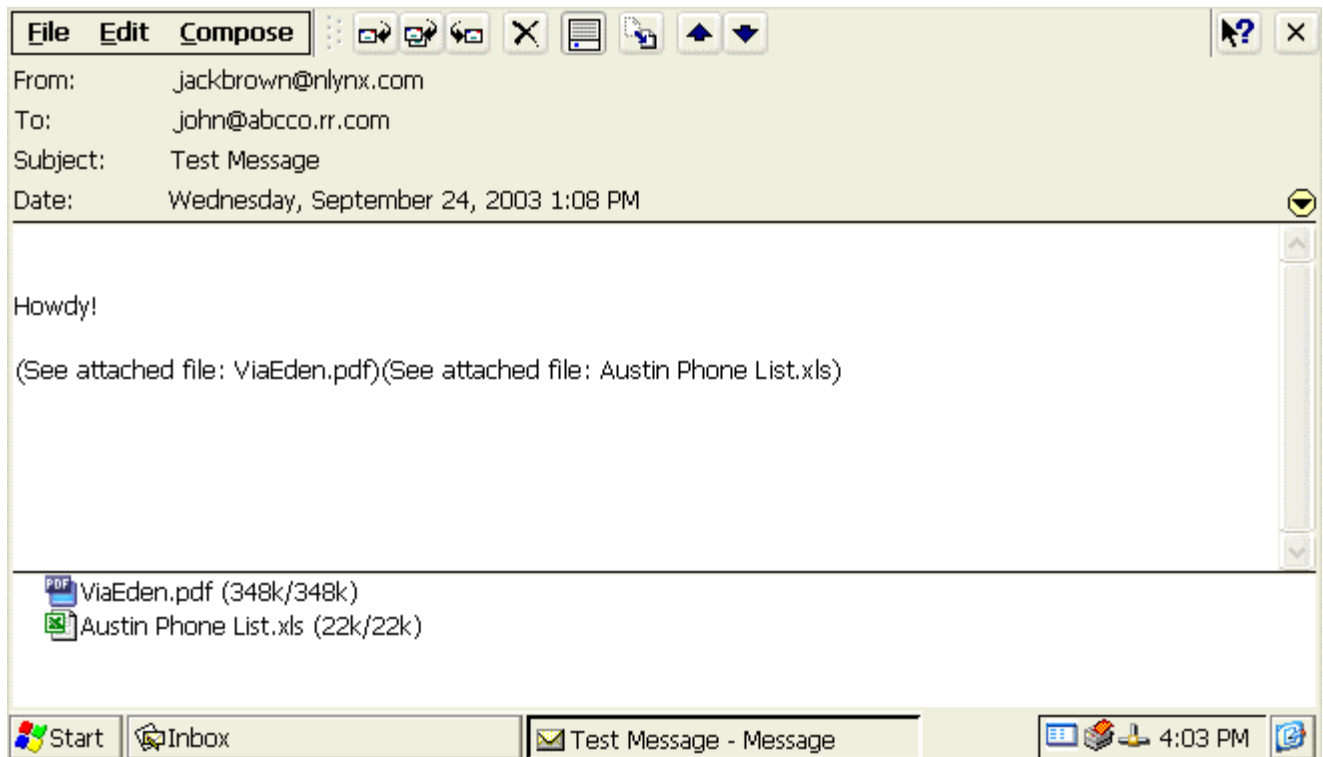 File Edit Compose
From: jackbrown@nlynx.com
To: john@abcco.rr.com
Subject: Test Message
Date: Wednesday, September 24, 2003 1:08 PM
Howdy!
(See attached file: ViaEden.pdf)(See attached file: Austin Phone List.xls)
PDF ViaEden.pdf (348k/348k)
Austin Phone List.xls (22k/22k)
Start Inbox Test Message - Message 4:03 PM